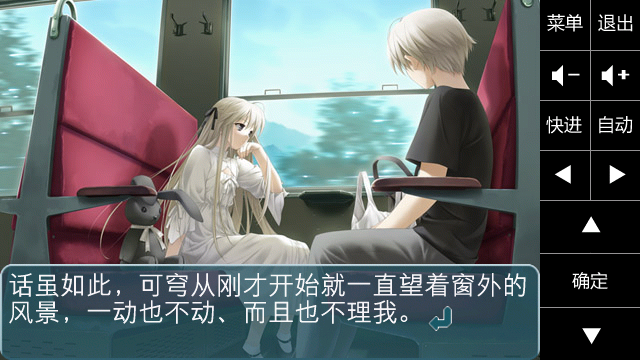 菜单 退出
快进 自动
确定
话虽如此，可穹从刚才开始就一直望着窗外的
风景，一动也不动、而且也不理我。